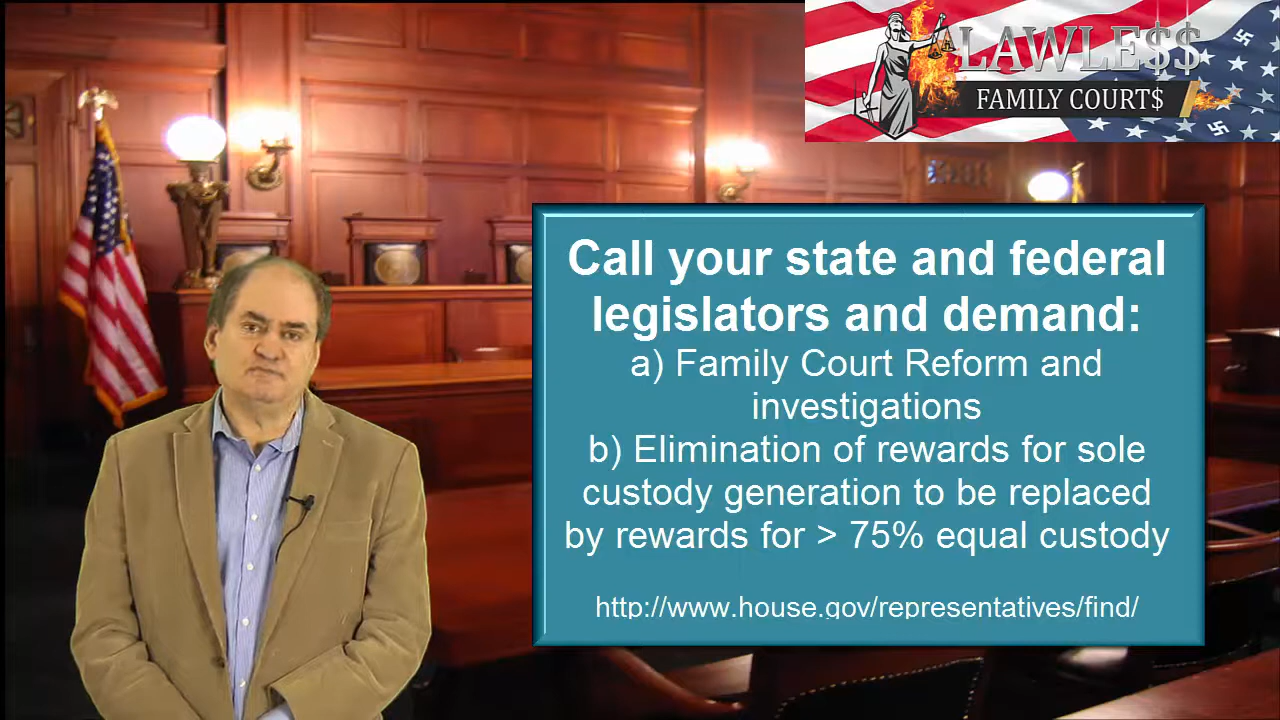 LAWLE$$
FAMILY COURT$
Call your state and federal
legislators and demand:
a) Family Court Reform and
investigations
b) Elimination of rewards for sole
custody generation to be replaced
by rewards for > 75% equal custody
http://www.house.gov/representatives/find/